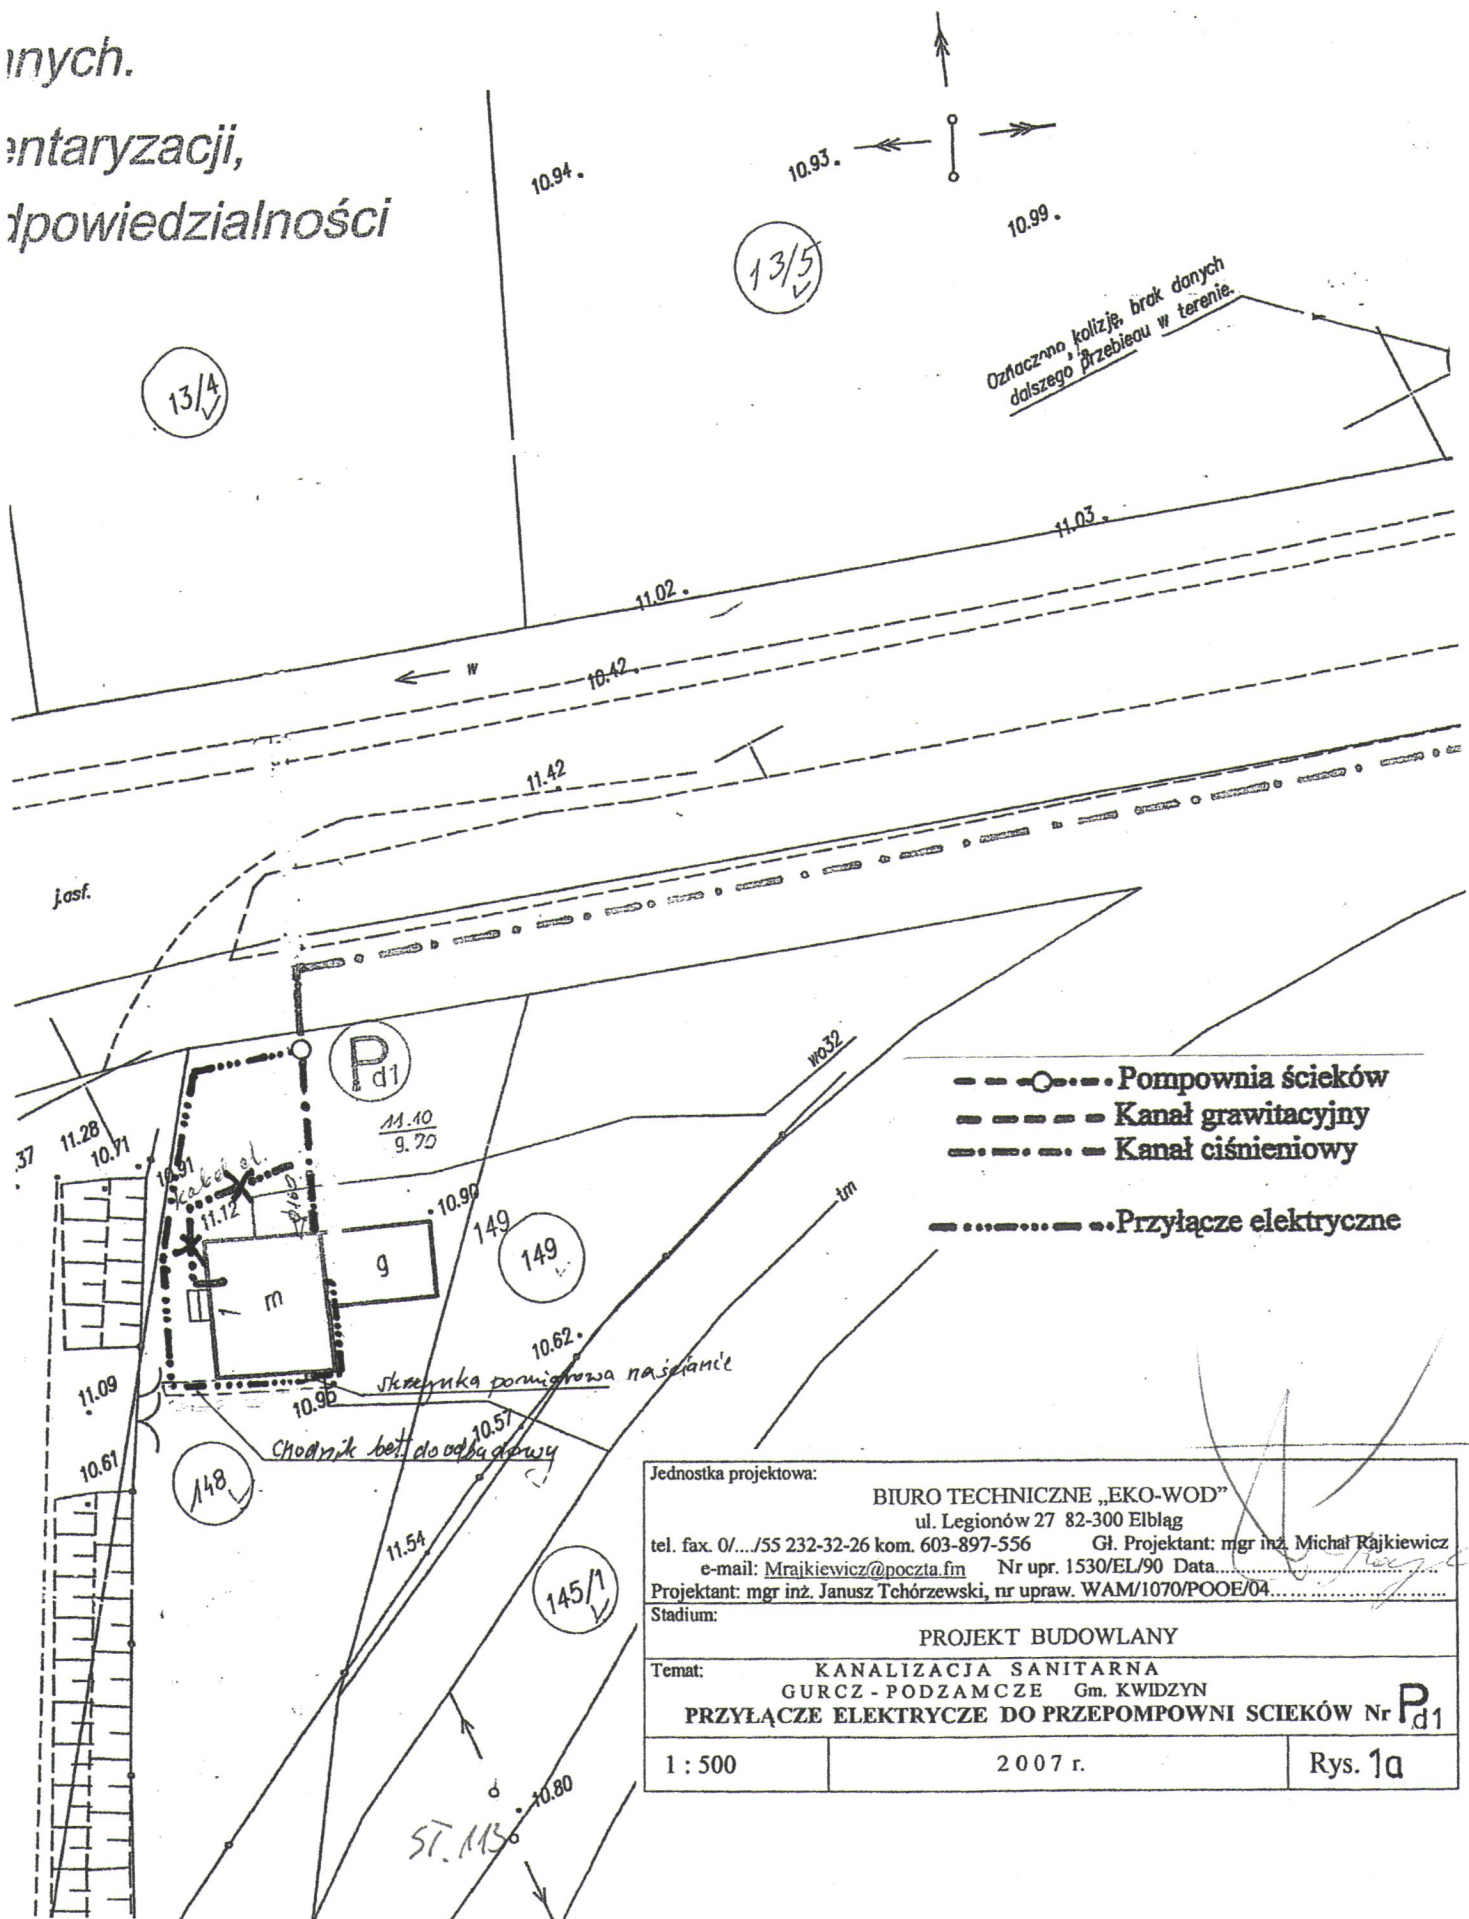 nych.
entaryzacji,
dpowiedzialności
10.94.
10.93.
10.99.
13/5
13/4
Oznaczono kolizję, brak danych
dalszego przebiegu w terenie.
11.03.
11.02.
w
10.42.
11.42
j.asf.
Pd1
11.10
9.70
wo32
Pompownia ścieków
Kanał grawitacyjny
Kanał ciśnieniowy
Przyłącze elektryczne
37
11.28
10.71
10.91
kabel el.
11.12
10.90
149
149
g
m
1
tm
10.62.
skrzynka pomiarowa na ścianie
11.09
10.95
10.57
Chodnik bet. do odbudowy
10.61
148
11.54
145/1
10.80
ST. 113
Jednostka projektowa:
BIURO TECHNICZNE „EKO-WOD”
ul. Legionów 27 82-300 Elbląg
tel. fax. 0/..../55 232-32-26 kom. 603-897-556 Gł. Projektant: mgr inż. Michał Rajkiewicz
e-mail: Mrajkiewicz@poczta.fm Nr upr. 1530/EL/90 Data...............................
Projektant: mgr inż. Janusz Tchórzewski, nr upraw. WAM/1070/POOE/04..........................
Stadium:
PROJEKT BUDOWLANY
Temat: KANALIZACJA SANITARNA
GURCZ - PODZAMCZE Gm. KWIDZYN
PRZYŁĄCZE ELEKTRYCZE DO PRZEPOMPOWNI SCIEKÓW Nr Pd1
1 : 500
2007 r.
Rys. 1a